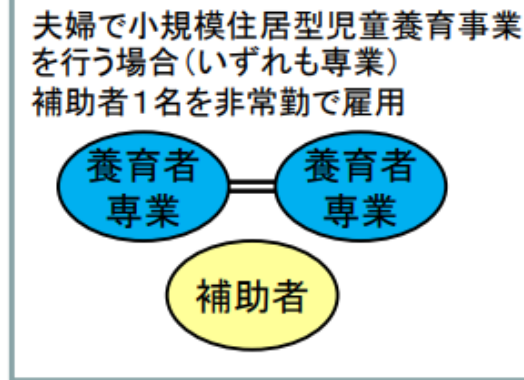 夫婦で小規模住居型児童養育事業
を行う場合（いずれも専業）
補助者１名を非常勤で雇用
養育者 養育者
専業 専業
補助者